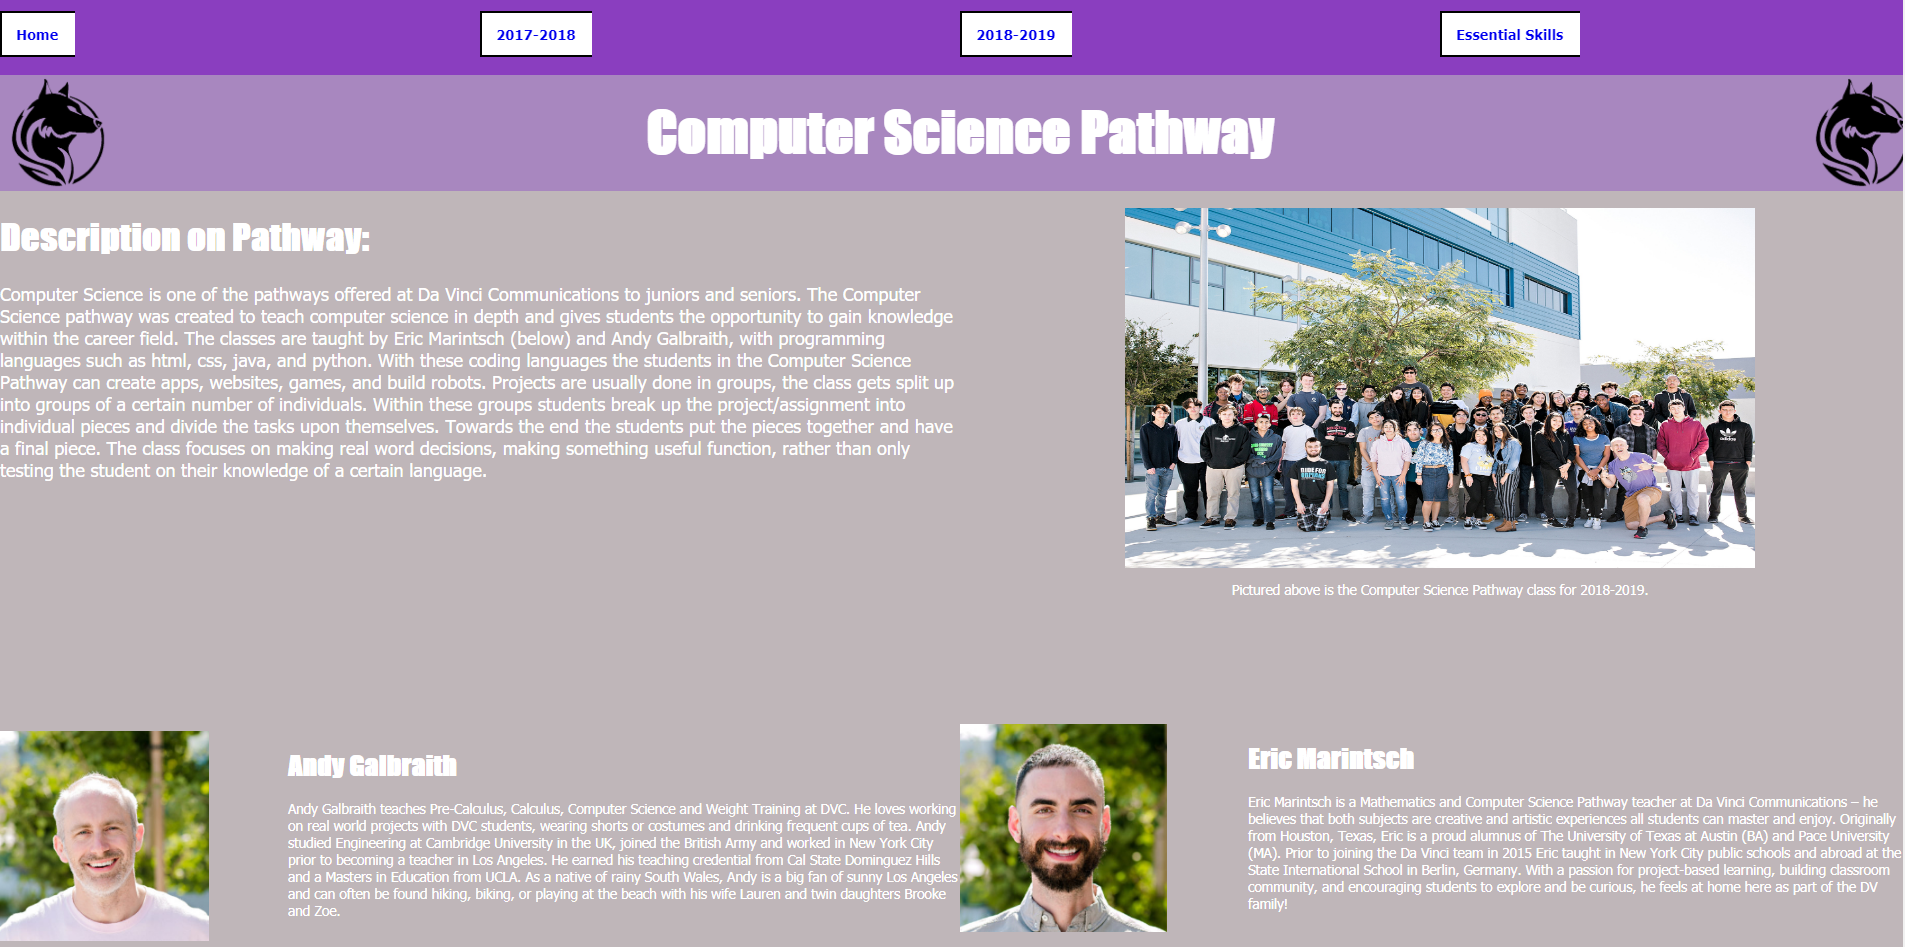 Home
2017-2018
2018-2019
Essential Skills
Computer Science Pathway
Description on Pathway:
Computer Science is one of the pathways offered at Da Vinci Communications to juniors and seniors. The Computer
Science pathway was created to teach computer science in depth and gives students the opportunity to gain knowledge
within the career field. The classes are taught by Eric Marintsch (below) and Andy Galbraith, with programming
languages such as html, css, java, and python. With these coding languages the students in the Computer Science
Pathway can create apps, websites, games, and build robots. Projects are usually done in groups, the class gets split up
into groups of a certain number of individuals. Within these groups students break up the project/assignment into
individual pieces and divide the tasks upon themselves. Towards the end the students put the pieces together and have
a final piece. The class focuses on making real word decisions, making something useful function, rather than only
testing the student on their knowledge of a certain language.
adidas
Pictured above is the Computer Science Pathway class for 2018-2019.
Andy Galbraith
Andy Galbraith teaches Pre-Calculus, Calculus, Computer Science and Weight Training at DVC. He loves working
on real world projects with DVC students, wearing shorts or costumes and drinking frequent cups of tea. Andy
studied Engineering at Cambridge University in the UK, joined the British Army and worked in New York City
prior to becoming a teacher in Los Angeles. He earned his teaching credential from Cal State Dominguez Hills
and a Masters in Education from UCLA. As a native of rainy South Wales, Andy is a big fan of sunny Los Angeles
and can often be found hiking, biking, or playing at the beach with his wife Lauren and twin daughters Brooke
and Zoe.
Eric Marintsch
Eric Marintsch is a Mathematics and Computer Science Pathway teacher at Da Vinci Communications – he
believes that both subjects are creative and artistic experiences all students can master and enjoy. Originally
from Houston, Texas, Eric is a proud alumnus of The University of Texas at Austin (BA) and Pace University
(MA). Prior to joining the Da Vinci team in 2015 Eric taught in New York City public schools and abroad at the
State International School in Berlin, Germany. With a passion for project-based learning, building classroom
community, and encouraging students to explore and be curious, he feels at home here as part of the DV
family!